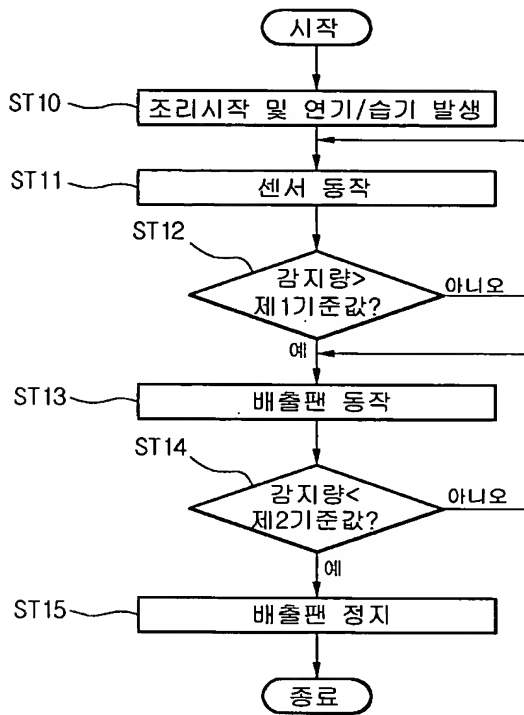 시작
ST10
조리시작 및 연기/습기 발생
ST11
센서 동작
ST12
감지량>
제1기준값?
아니오
예
ST13
배출팬 동작
ST14
감지량<
제2기준값?
아니오
예
ST15
배출팬 정지
종료